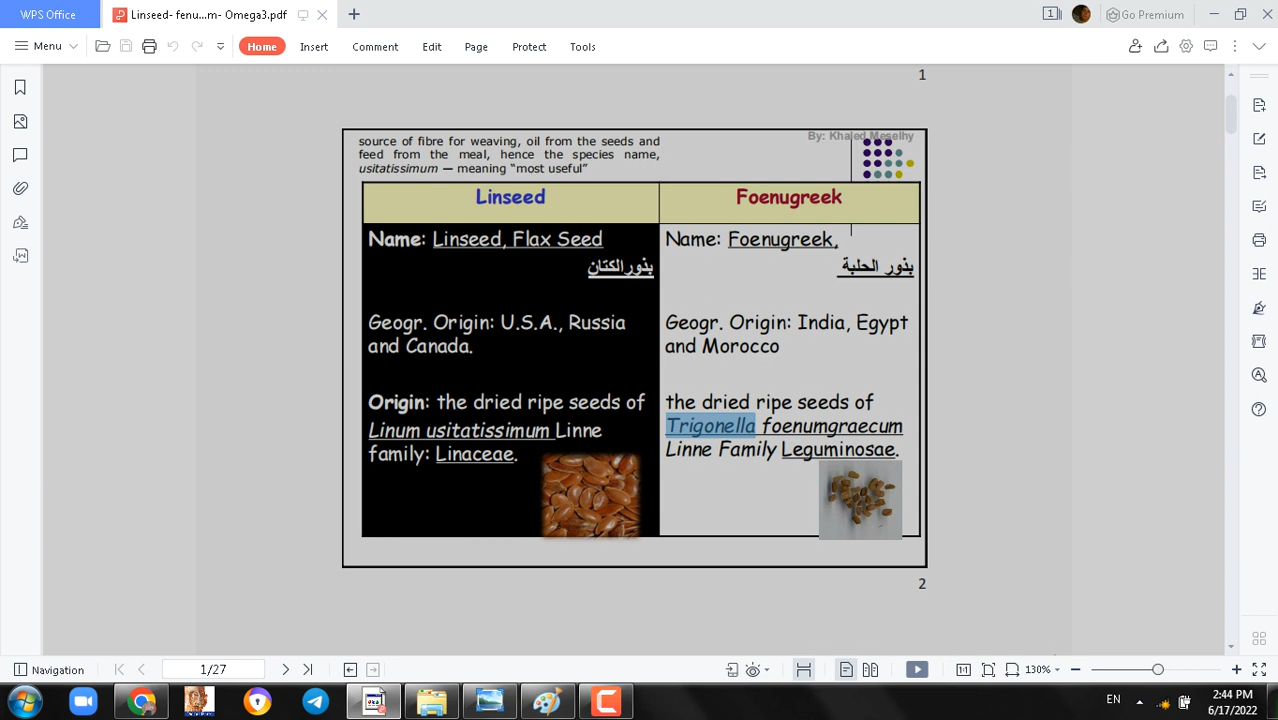 WPS Office
Linseed- fenu...m- Omega3.pdf
1
Go Premium
Menu
Home
Insert
Comment
Edit
Page
Protect
Tools
1
By: Khaled Meselhy
source of fibre for weaving, oil from the seeds and
feed from the meal, hence the species name,
usitatissimum — meaning “most useful”
Linseed
Name: Linseed, Flax Seed
بذورالكتان
Geogr. Origin: U.S.A., Russia
and Canada.
Origin: the dried ripe seeds of
Linum usitatissimum Linne
family: Linaceae.
Foenugreek
Name: Foenugreek,
بذور الحلبة
Geogr. Origin: India, Egypt
and Morocco
the dried ripe seeds of
Trigonella foenumgraecum
Linne Family Leguminosae.
2
Navigation
1/27
1:1
130%
EN
2:44 PM
6/17/2022